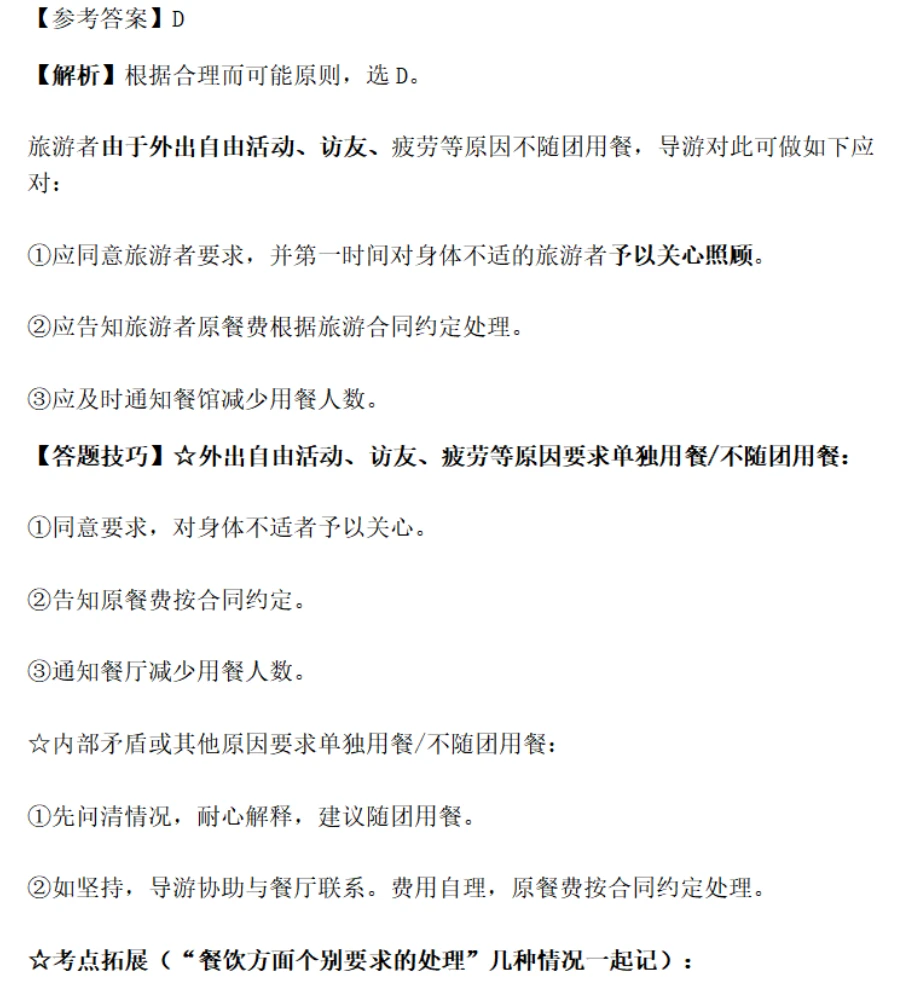 【参考答案】D
【解析】根据合理而可能原则，选 D。
旅游者由于外出自由活动、访友、疲劳等原因不随团用餐，导游对此可做如下应
对：
①应同意旅游者要求，并第一时间对身体不适的旅游者予以关心照顾。
②应告知旅游者原餐费根据旅游合同约定处理。
③应及时通知餐馆减少用餐人数。
【答题技巧】☆外出自由活动、访友、疲劳等原因要求单独用餐/不随团用餐：
①同意要求，对身体不适者予以关心。
②告知原餐费按合同约定。
③通知餐厅减少用餐人数。
☆内部矛盾或其他原因要求单独用餐/不随团用餐：
①先问清情况，耐心解释，建议随团用餐。
②如坚持，导游协助与餐厅联系。费用自理，原餐费按合同约定处理。
☆考点拓展（“餐饮方面个别要求的处理”几种情况一起记）：